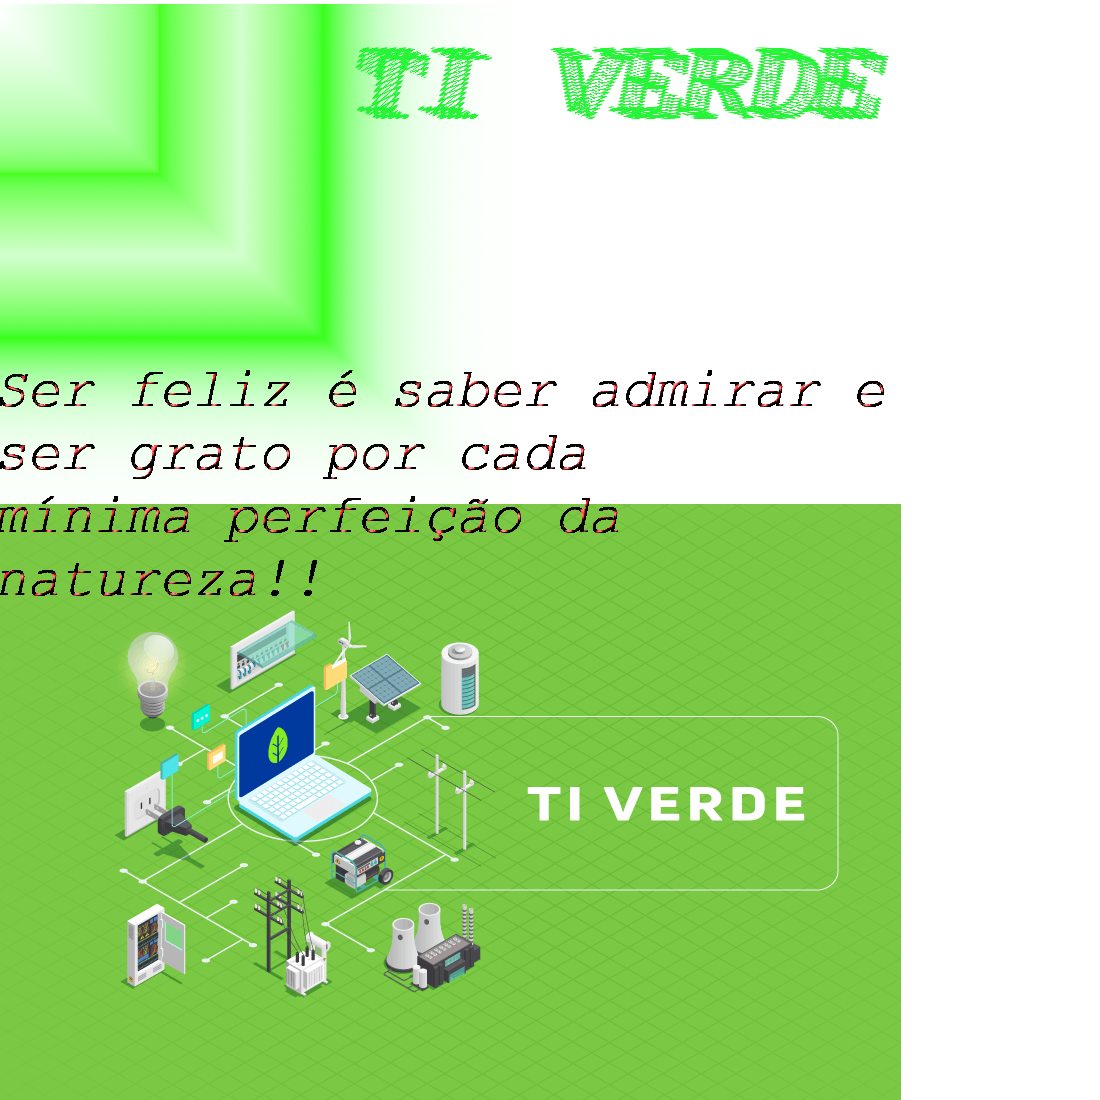 TI VERDE
Ser feliz é saber admirar e
ser grato por cada
mínima perfeição da
natureza!!
TI VERDE